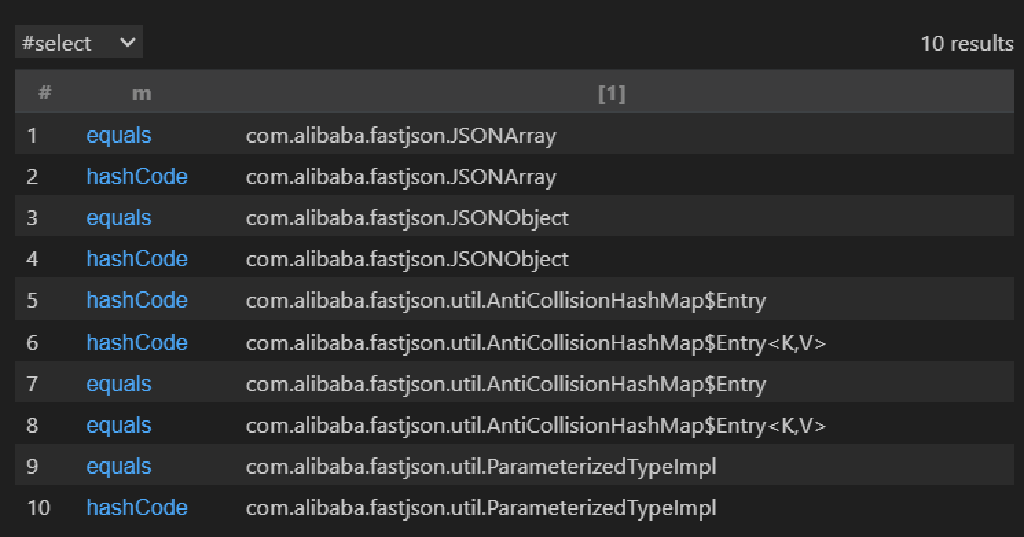 #select
10 results
# m [1]
1 equals com.alibaba.fastjson.JSONArray
2 hashCode com.alibaba.fastjson.JSONArray
3 equals com.alibaba.fastjson.JSONObject
4 hashCode com.alibaba.fastjson.JSONObject
5 hashCode com.alibaba.fastjson.util.AntiCollisionHashMap$Entry
6 hashCode com.alibaba.fastjson.util.AntiCollisionHashMap$Entry<K,V>
7 equals com.alibaba.fastjson.util.AntiCollisionHashMap$Entry
8 equals com.alibaba.fastjson.util.AntiCollisionHashMap$Entry<K,V>
9 equals com.alibaba.fastjson.util.ParameterizedTypeImpl
10 hashCode com.alibaba.fastjson.util.ParameterizedTypeImpl